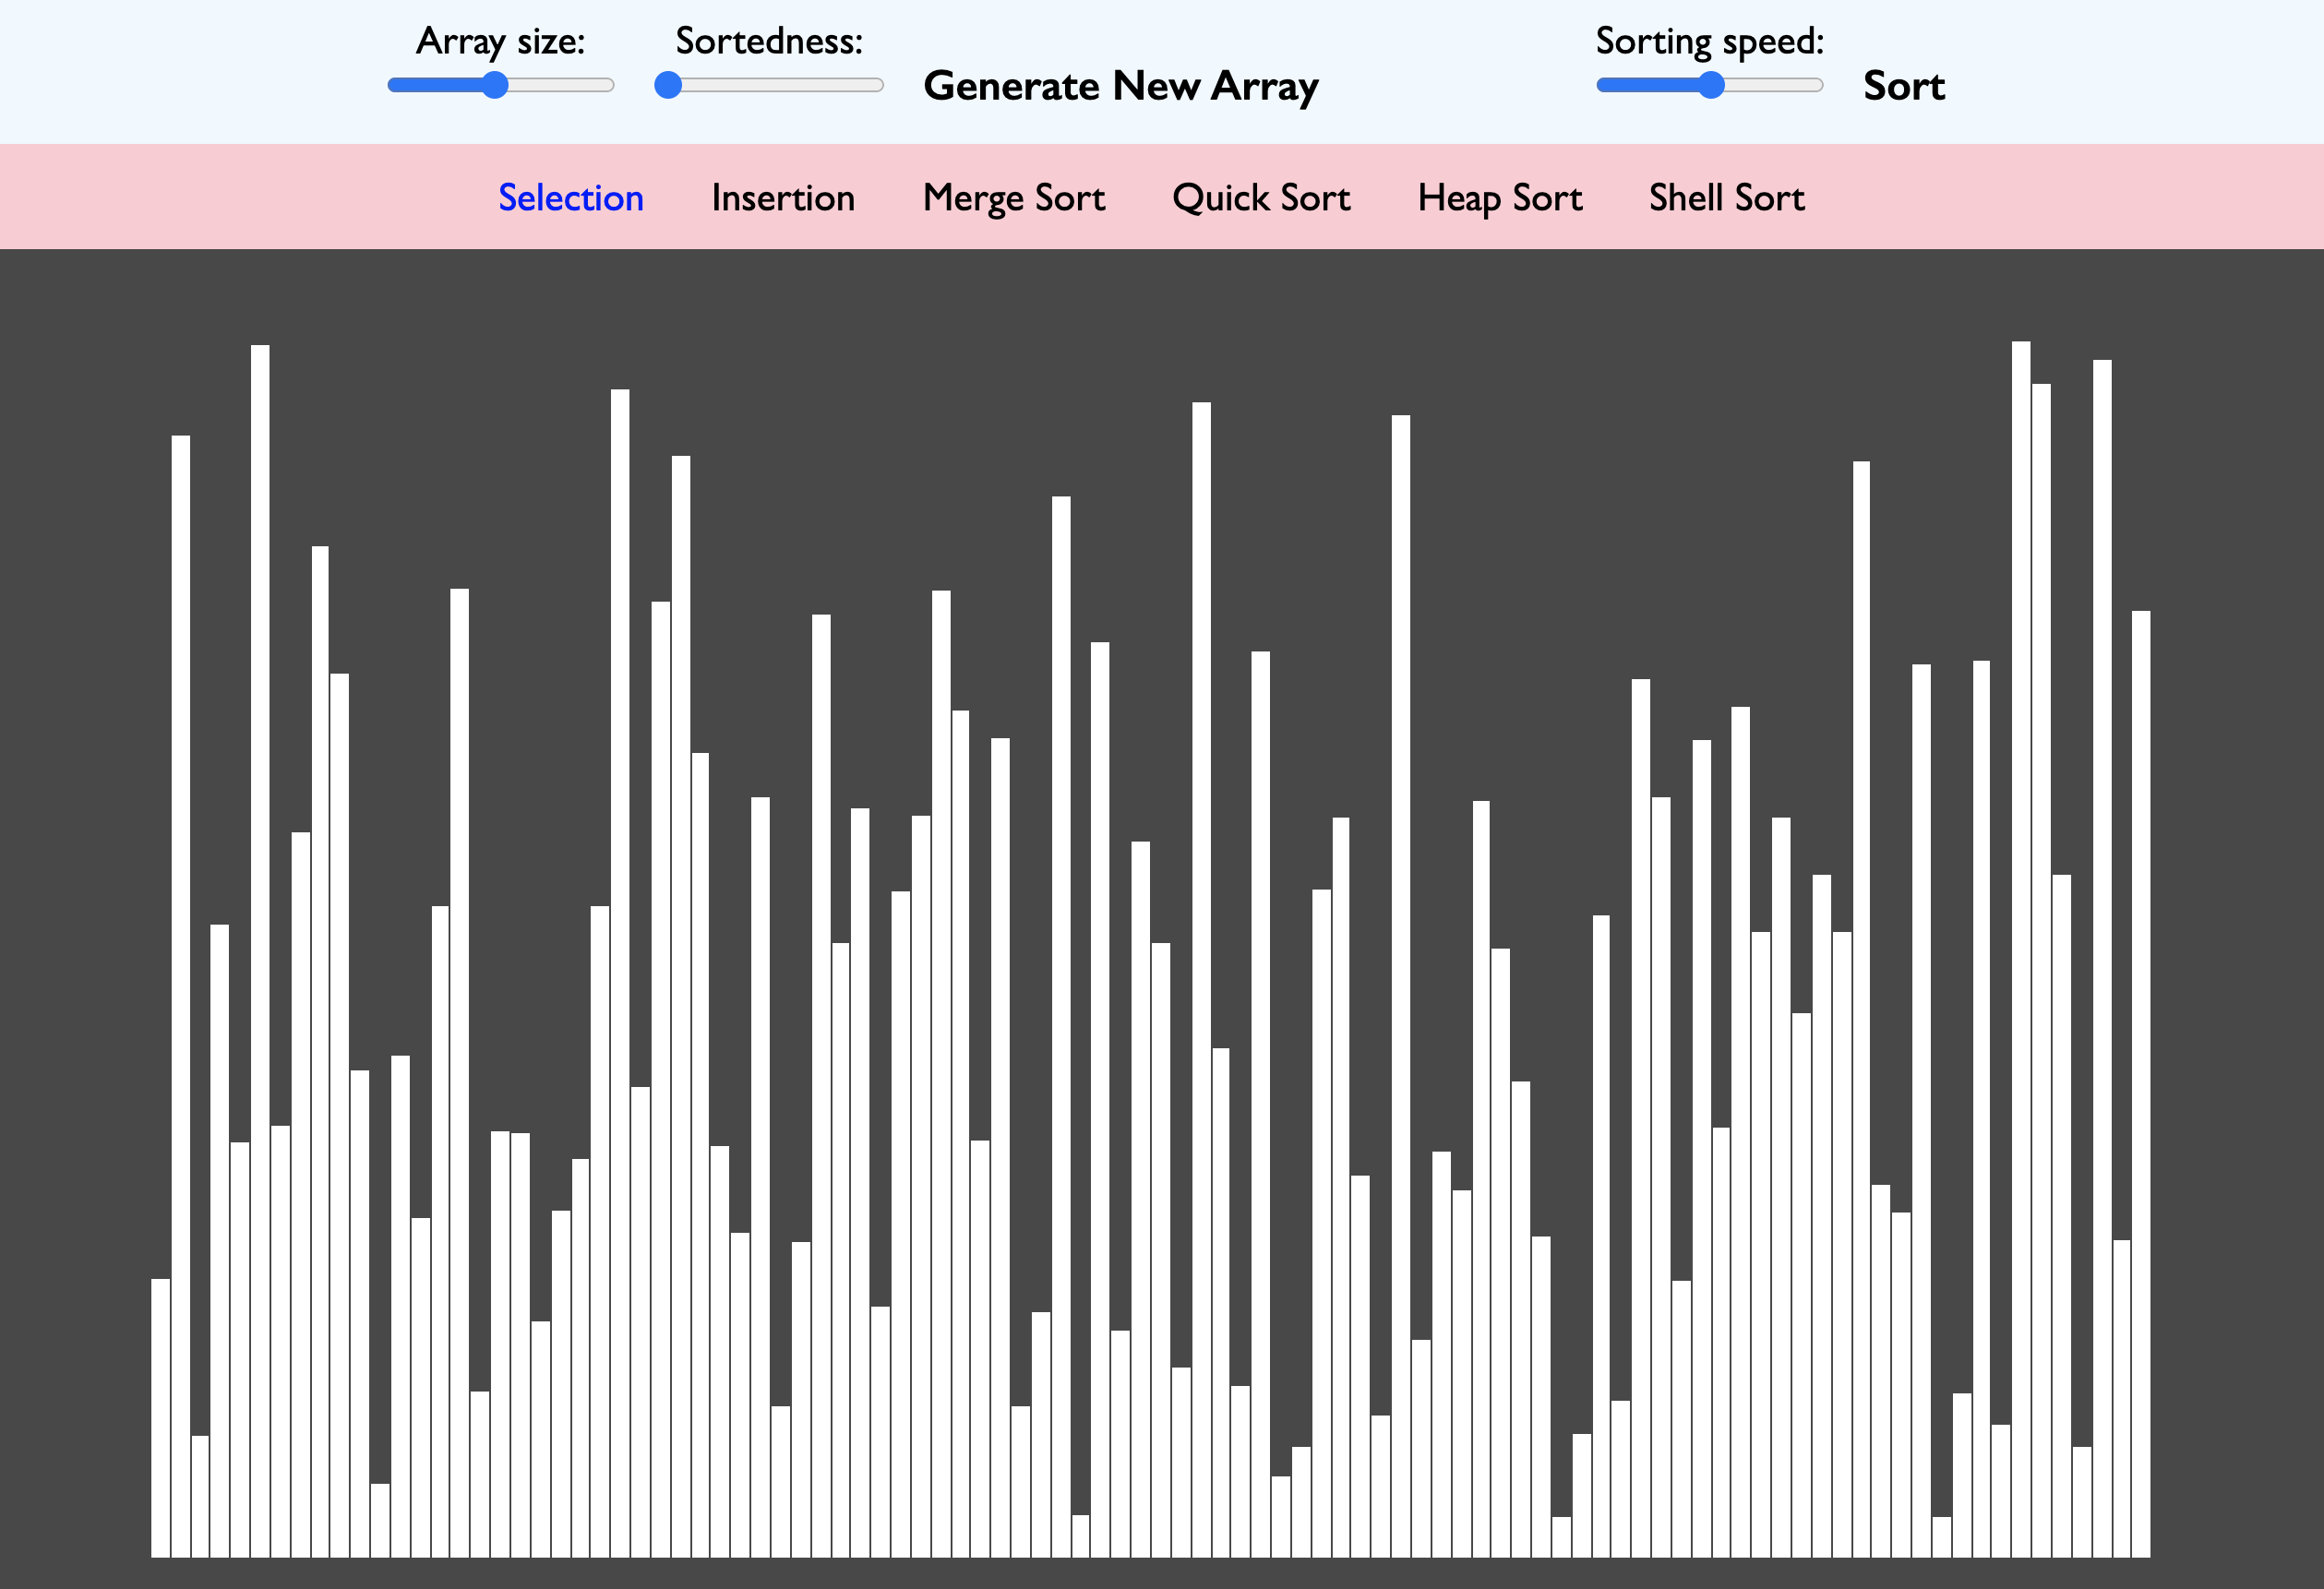 Array size: Sortedness: Sorting speed:
Generate New Array Sort
Selection Insertion Merge Sort Quick Sort Heap Sort Shell Sort